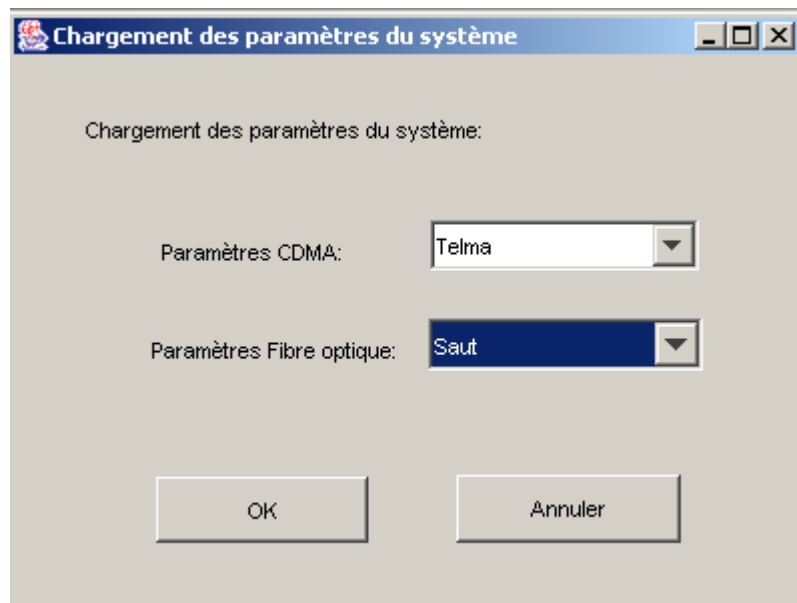 Chargement des paramètres du système
Chargement des paramètres du système:
Paramètres CDMA: Telma
Paramètres Fibre optique: Saut
OK Annuler